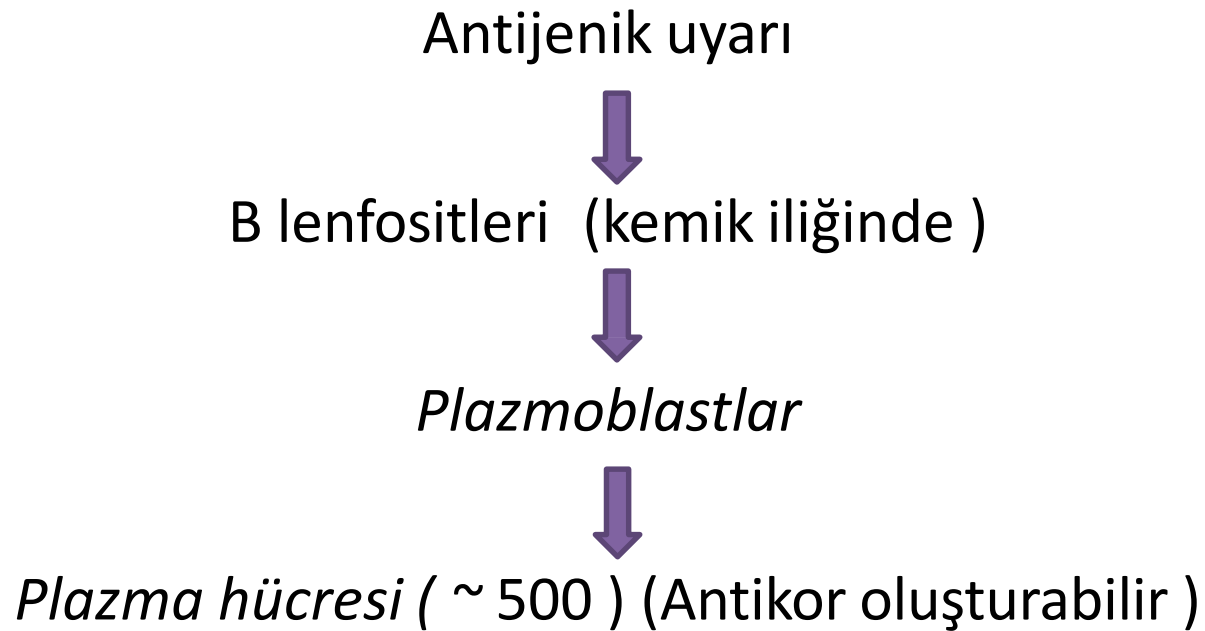 Antijenik uyarı
B lenfositleri (kemik iliğinde )
Plazmoblastlar
Plazma hücresi ( ~ 500 ) (Antikor oluşturabilir )